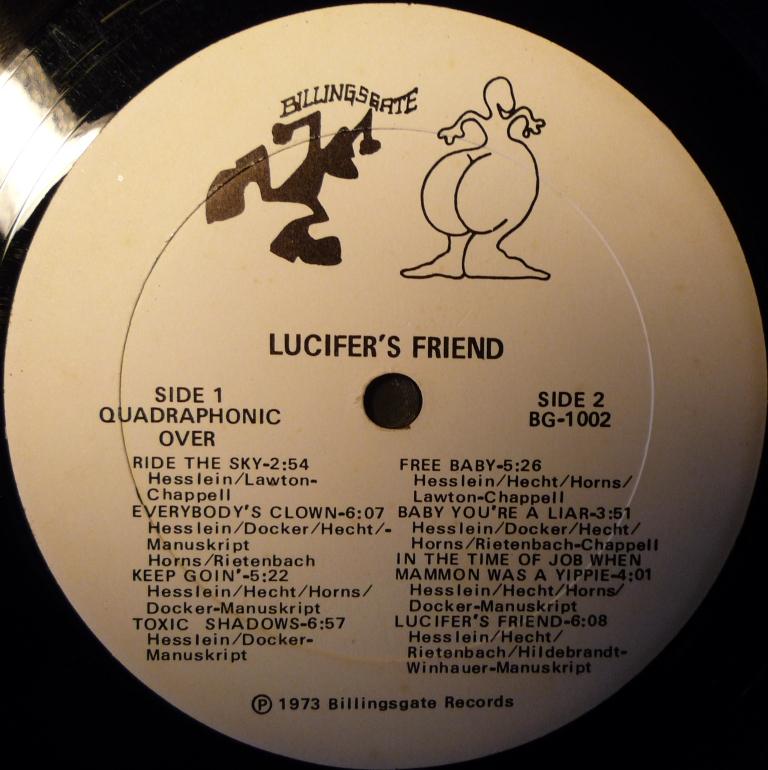 BILLINGSGATE
LUCIFER'S FRIEND
SIDE 1
QUADRAPHONIC
OVER
RIDE THE SKY-2:54
Hesslein/Lawton-
Chappell
EVERYBODY'S CLOWN-6:07
Hesslein/Docker/Hecht/-
Manuskript
Horns/Rietenbach
KEEP GOIN'-5:22
Hesslein/Hecht/Horns/
Docker-Manuskript
TOXIC SHADOWS-6:57
Hesslein/Docker-
Manuskript
SIDE 2
BG-1002
FREE BABY-5:26
Hesslein/Hecht/Horns/
Lawton-Chappell
BABY YOU'RE A LIAR-3:51
Hesslein/Docker/Hecht/
Horns/Rietenbach-Chappell
IN THE TIME OF JOB WHEN
MAMMON WAS A YIPPIE-4:01
Hesslein/Hecht/Horns/
Docker-Manuskript
LUCIFER'S FRIEND-6:08
Hesslein/Hecht/
Rietenbach/Hildebrandt-
Winhauer-Manuskript
Ⓟ 1973 Billingsgate Records